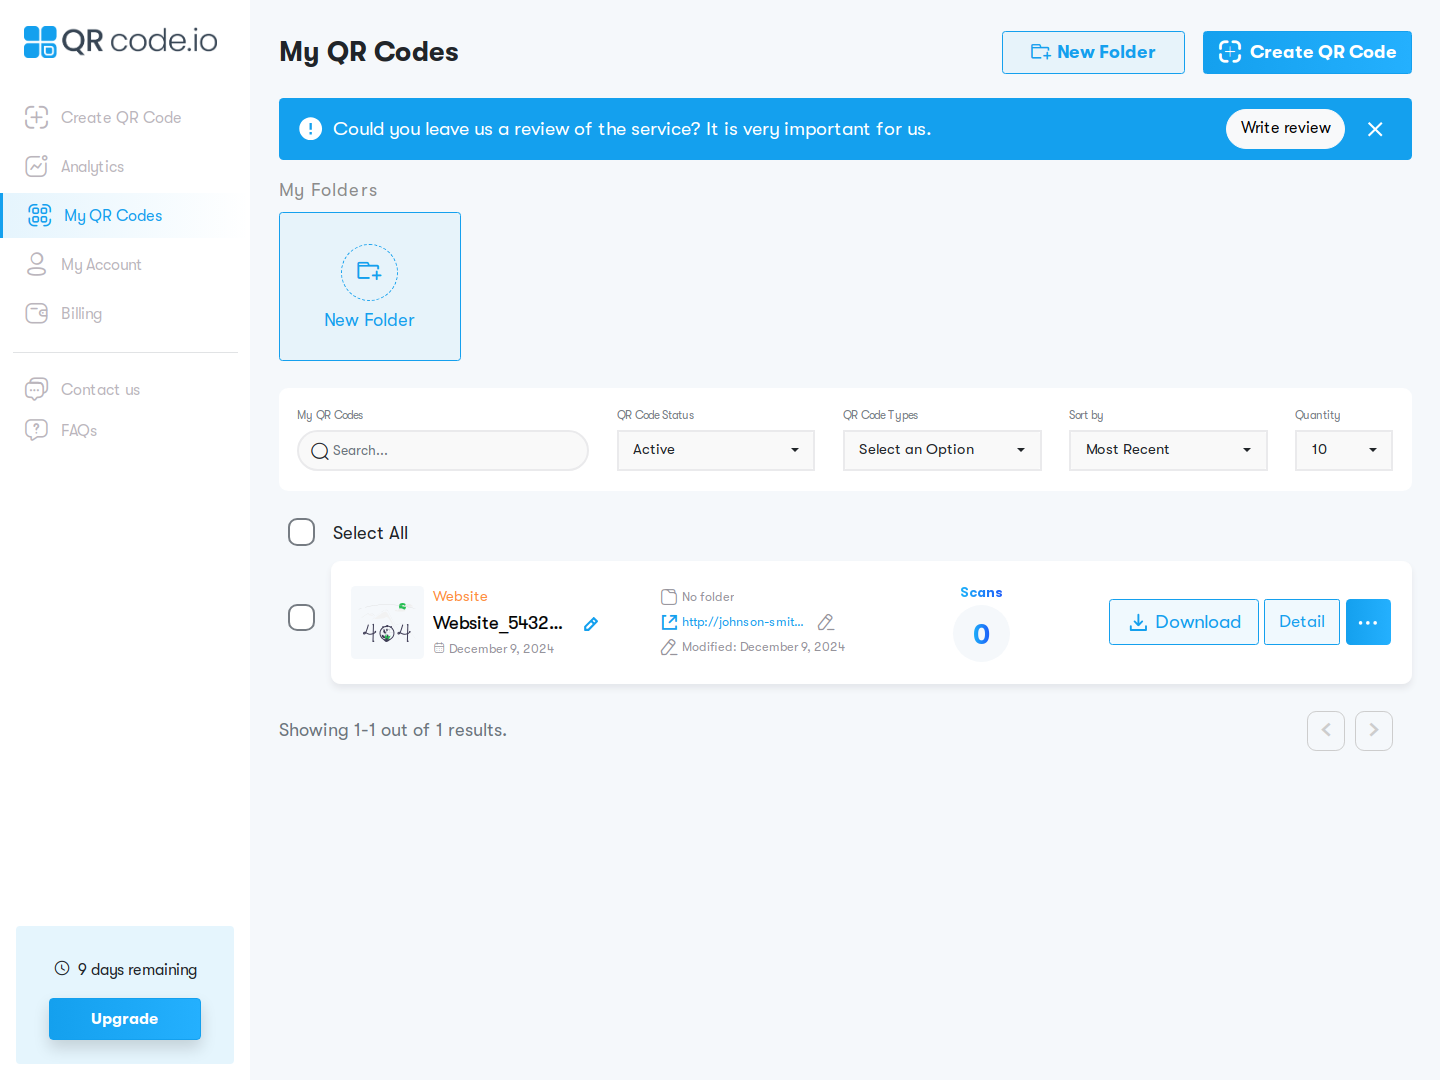 QR code.io
Create QR Code
Analytics
My QR Codes
My Account
Billing
Contact us
FAQs
9 days remaining
Upgrade
My QR Codes
New Folder
Create QR Code
Could you leave us a review of the service? It is very important for us.
Write review
My Folders
New Folder
My QR Codes
Search...
QR Code Status
Active
QR Code Types
Select an Option
Sort by
Most Recent
Quantity
10
Select All
404
Website
Website_5432...
December 9, 2024
No folder
http://johnson-smit...
Modified: December 9, 2024
Scans
0
Download
Detail
Showing 1-1 out of 1 results.